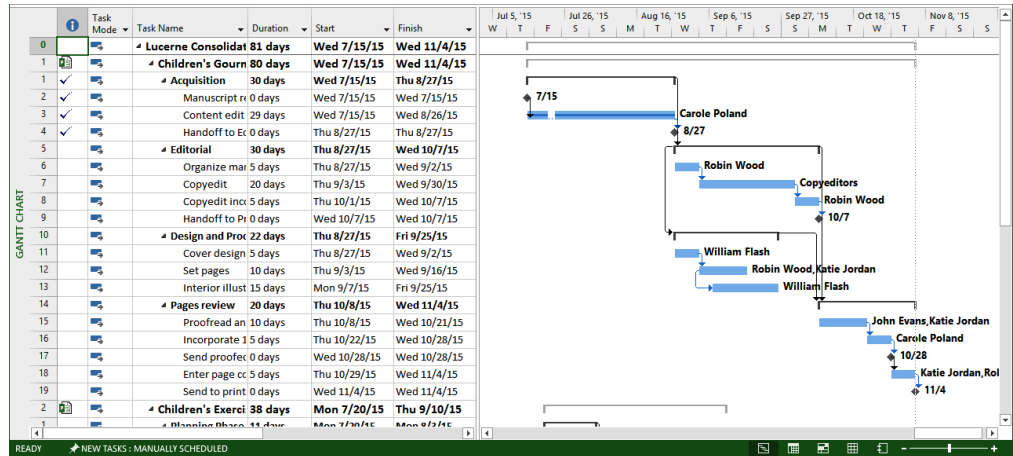 Jul 5, '15 Jul 26, '15 Aug 16, '15 Sep 6, '15 Sep 27, '15 Oct 18, '15 Nov 8, '15
Task Mode Task Name Duration Start Finish W T F S S M T W T F S S M T W T F S S
0 Lucerne Consolidat 81 days Wed 7/15/15 Wed 11/4/15
1 Children's Gourn 80 days Wed 7/15/15 Wed 11/4/15
1 Acquisition 30 days Wed 7/15/15 Thu 8/27/15
2 Manuscript re 0 days Wed 7/15/15 Wed 7/15/15 7/15
3 Content edit 29 days Wed 7/15/15 Wed 8/26/15 Carole Poland
4 Handoff to Ec 0 days Thu 8/27/15 Thu 8/27/15 8/27
5 Editorial 30 days Thu 8/27/15 Wed 10/7/15
6 Organize mar 5 days Thu 8/27/15 Wed 9/2/15 Robin Wood
7 Copyedit 20 days Thu 9/3/15 Wed 9/30/15 Copyeditors
8 Copyedit inco 5 days Thu 10/1/15 Wed 10/7/15 Robin Wood
9 Handoff to Pr 0 days Wed 10/7/15 Wed 10/7/15 10/7
10 Design and Proc 22 days Thu 8/27/15 Fri 9/25/15
11 Cover design 5 days Thu 8/27/15 Wed 9/2/15 William Flash
12 Set pages 10 days Thu 9/3/15 Wed 9/16/15 Robin Wood,Katie Jordan
13 Interior illust 15 days Mon 9/7/15 Fri 9/25/15 William Flash
14 Pages review 20 days Thu 10/8/15 Wed 11/4/15
15 Proofread an 10 days Thu 10/8/15 Wed 10/21/15 John Evans,Katie Jordan
16 Incorporate 1 5 days Thu 10/22/15 Wed 10/28/15 Carole Poland
17 Send proofed 0 days Wed 10/28/15 Wed 10/28/15 10/28
18 Enter page cc 5 days Thu 10/29/15 Wed 11/4/15 Katie Jordan,Rol
19 Send to print 0 days Wed 11/4/15 Wed 11/4/15 11/4
2 Children's Exerci 38 days Mon 7/20/15 Thu 9/10/15
1 Planning Phase 11 days Mon 7/20/15 Mon 8/3/15
GANTT CHART
READY NEW TASKS : MANUALLY SCHEDULED